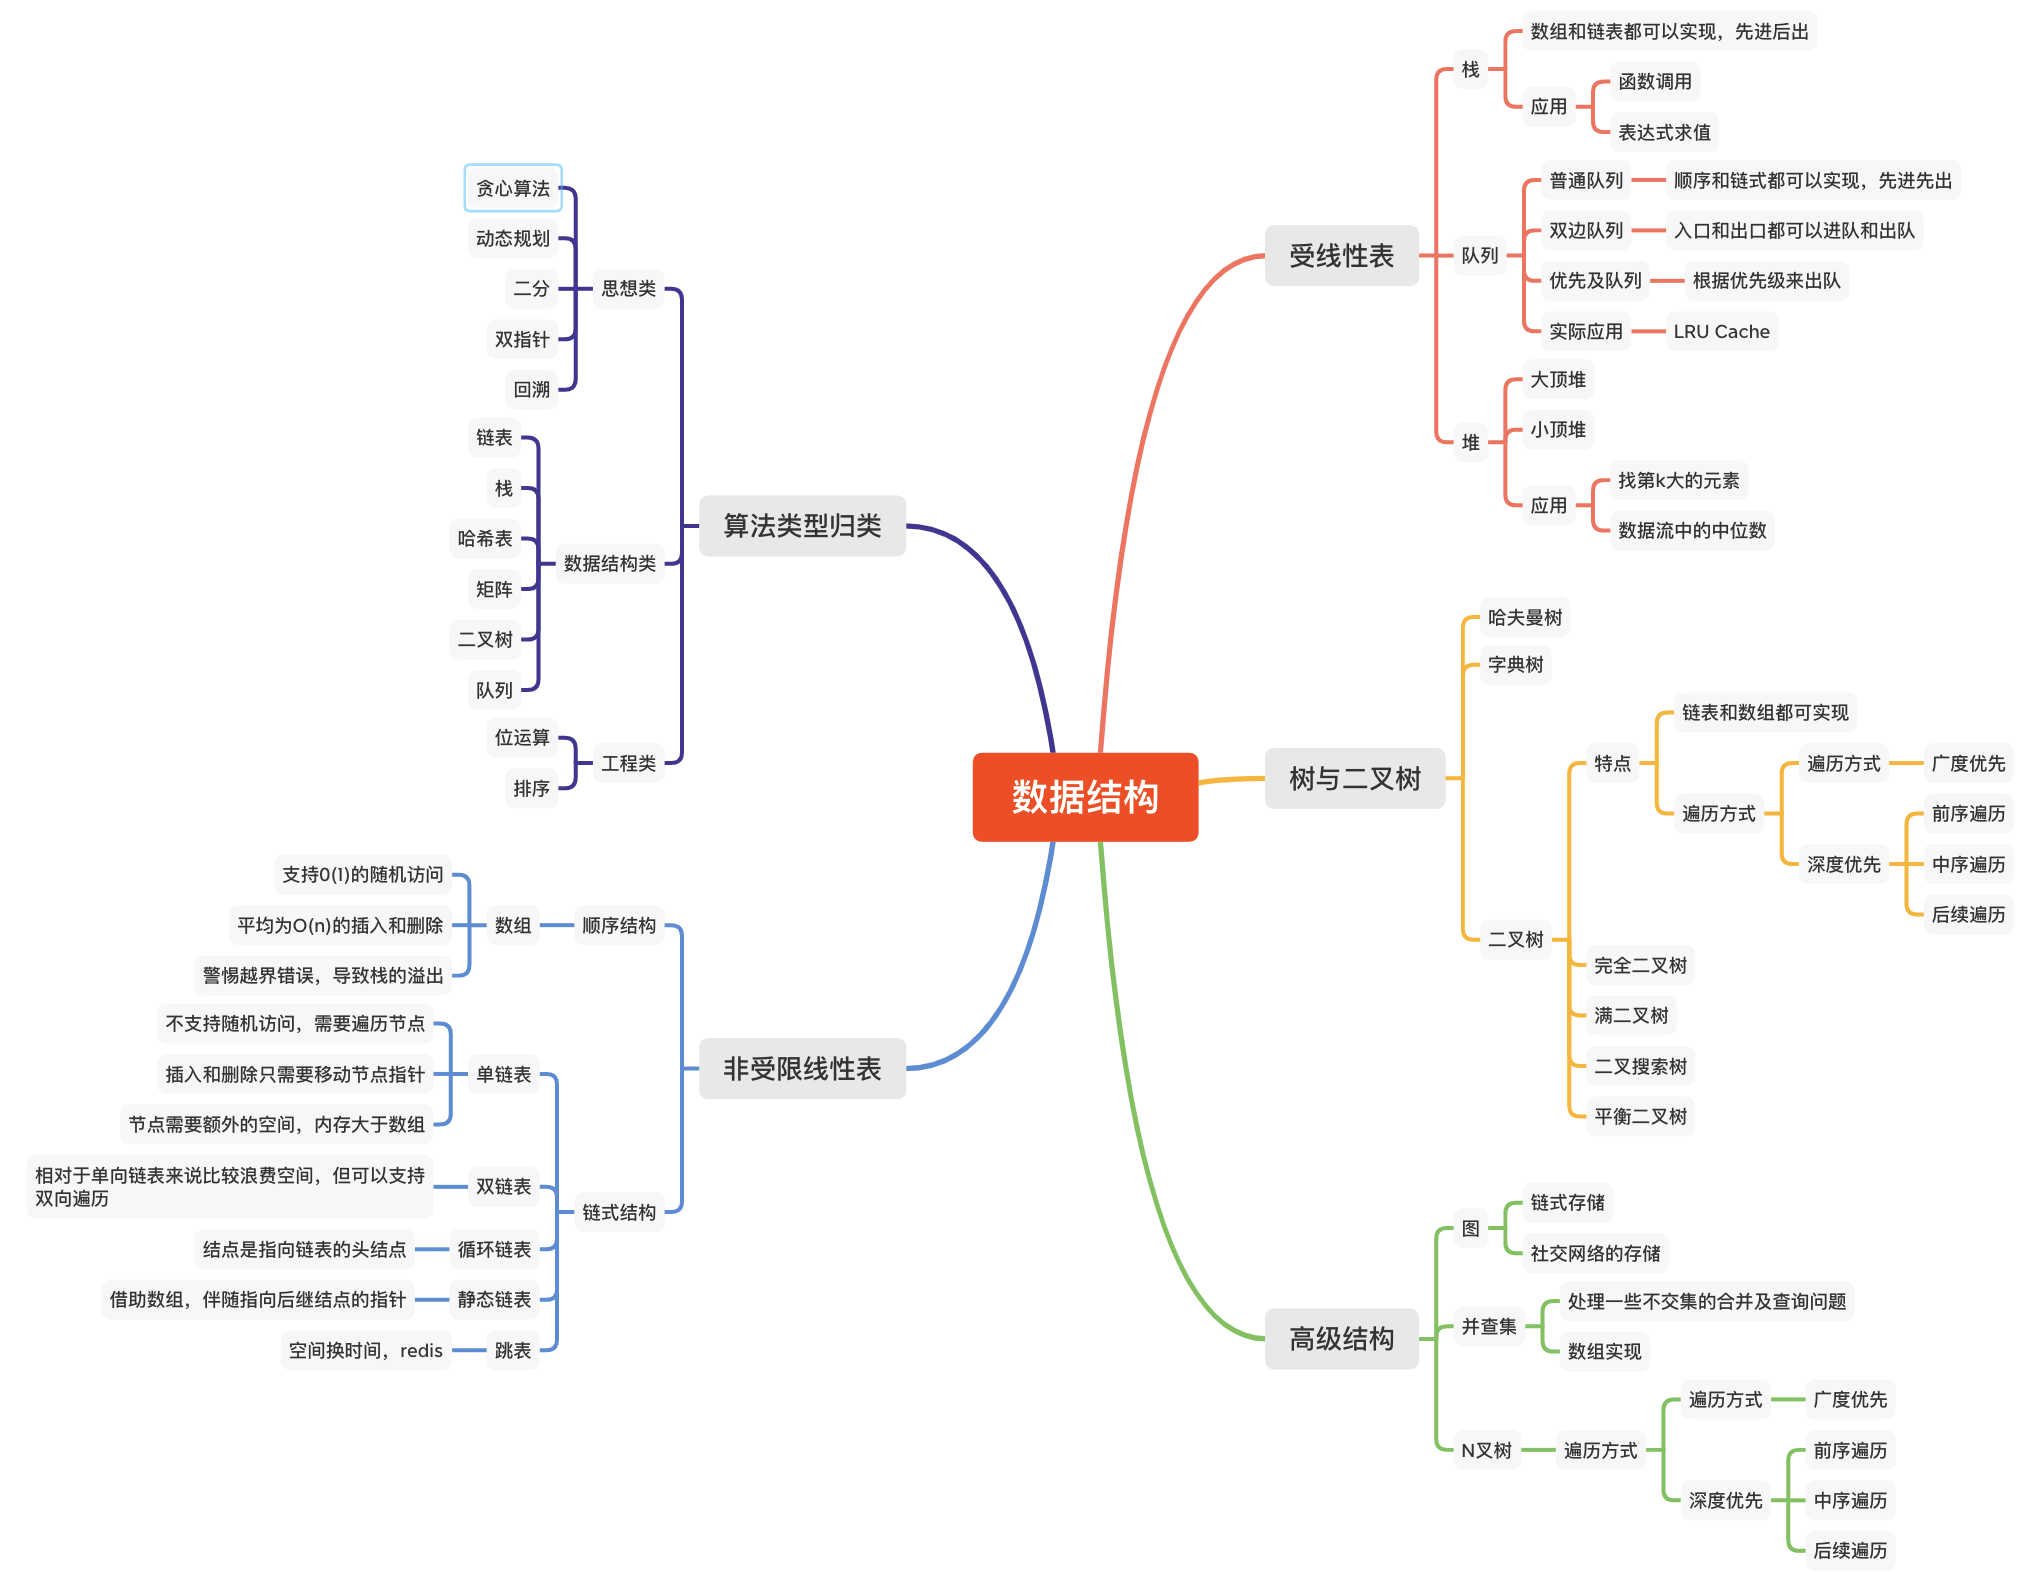 数据结构
受线性表
栈
数组和链表都可以实现，先进后出
应用
函数调用
表达式求值
队列
普通队列
顺序和链式都可以实现，先进先出
双边队列
入口和出口都可以进队和出队
优先及队列
根据优先级来出队
实际应用
LRU Cache
堆
大顶堆
小顶堆
应用
找第k大的元素
数据流中的中位数
树与二叉树
哈夫曼树
字典树
二叉树
特点
链表和数组都可实现
遍历方式
遍历方式
广度优先
深度优先
前序遍历
中序遍历
后续遍历
完全二叉树
满二叉树
二叉搜索树
平衡二叉树
高级结构
图
链式存储
社交网络的存储
并查集
处理一些不交集的合并及查询问题
数组实现
N叉树
遍历方式
遍历方式
广度优先
深度优先
前序遍历
中序遍历
后续遍历
算法类型归类
思想类
贪心算法
动态规划
二分
双指针
回溯
数据结构类
链表
栈
哈希表
矩阵
二叉树
队列
工程类
位运算
排序
非受限线性表
顺序结构
数组
支持0(1)的随机访问
平均为O(n)的插入和删除
警惕越界错误，导致栈的溢出
链式结构
单链表
不支持随机访问，需要遍历节点
插入和删除只需要移动节点指针
节点需要额外的空间，内存大于数组
双链表
相对于单向链表来说比较浪费空间，但可以支持
双向遍历
循环链表
结点是指向链表的头结点
静态链表
借助数组，伴随指向后继结点的指针
跳表
空间换时间，redis